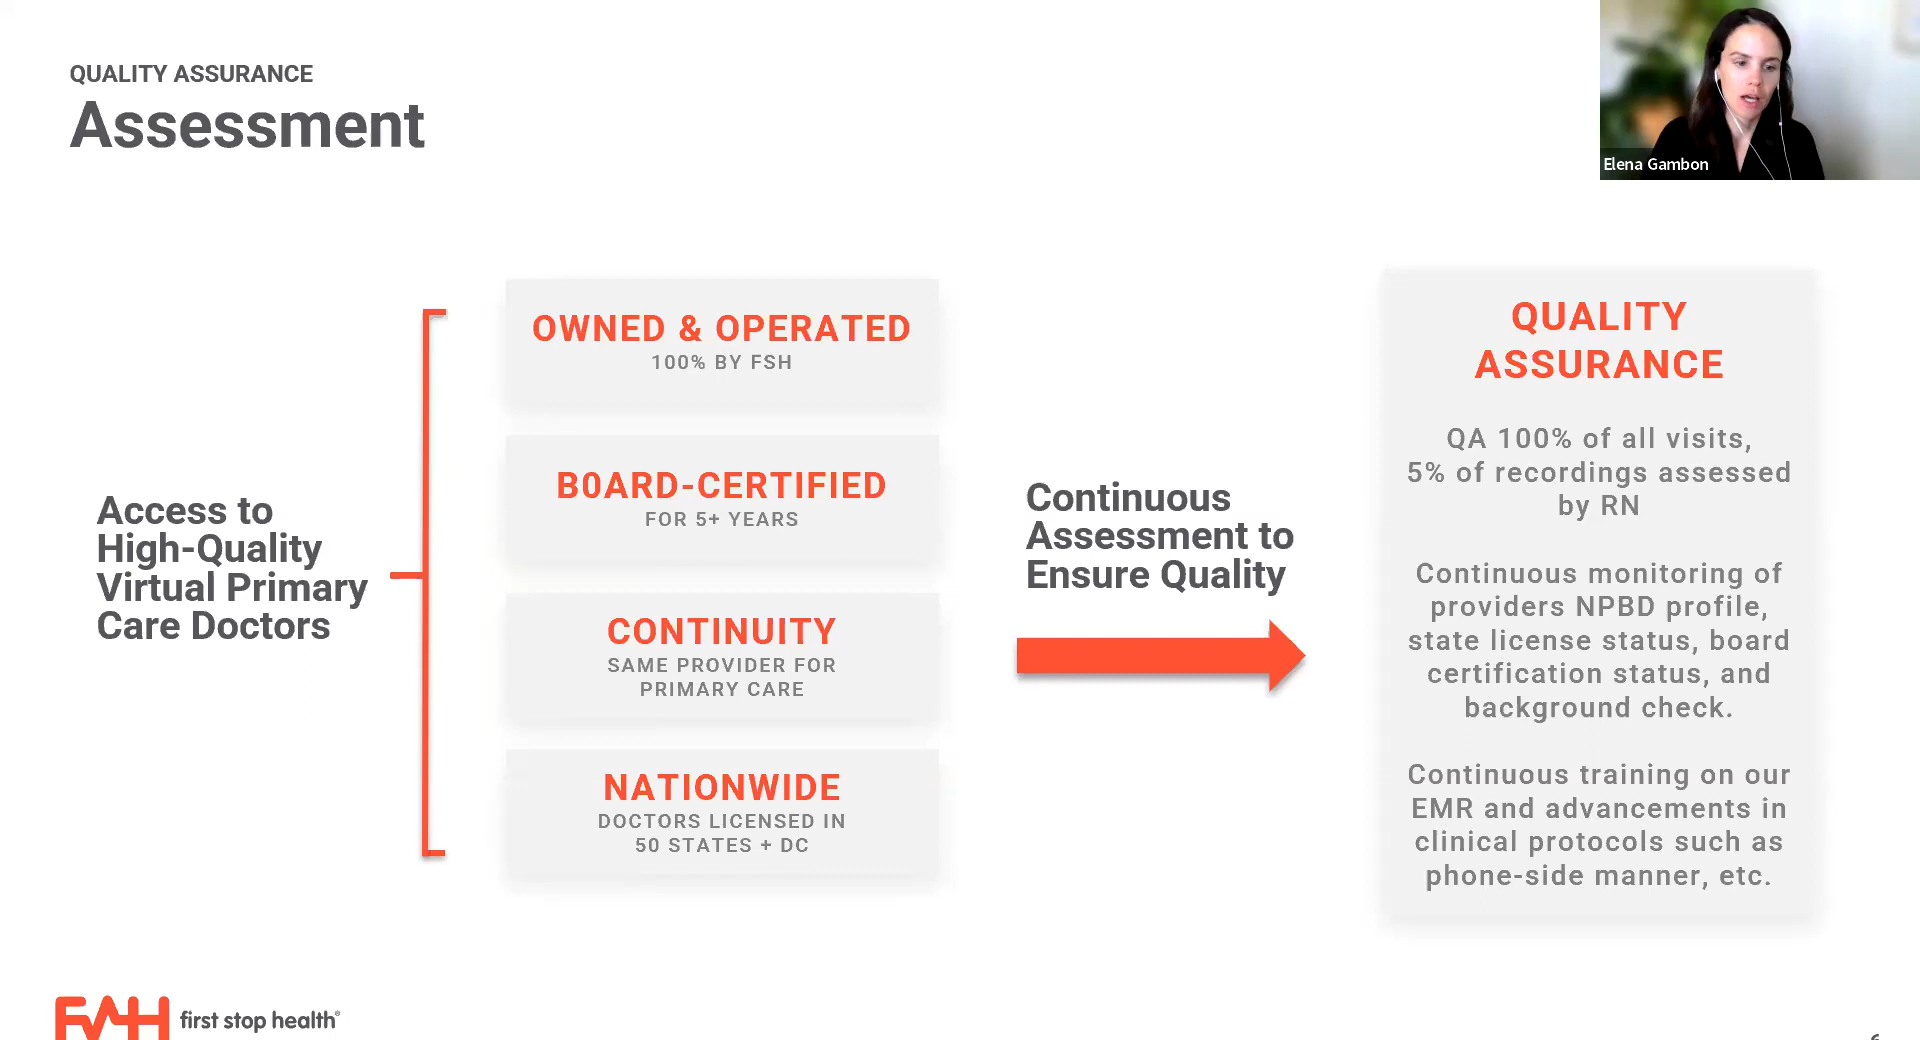 QUALITY ASSURANCE
Assessment
Elena Gambon
Access to
High-Quality
Virtual Primary
Care Doctors
OWNED & OPERATED
100% BY FSH
B0ARD-CERTIFIED
FOR 5+ YEARS
CONTINUITY
SAME PROVIDER FOR
PRIMARY CARE
NATIONWIDE
DOCTORS LICENSED IN
50 STATES + DC
Continuous
Assessment to
Ensure Quality
QUALITY
ASSURANCE
QA 100% of all visits,
5% of recordings assessed
by RN
Continuous monitoring of
providers NPBD profile,
state license status, board
certification status, and
background check.
Continuous training on our
EMR and advancements in
clinical protocols such as
phone-side manner, etc.
first stop health®